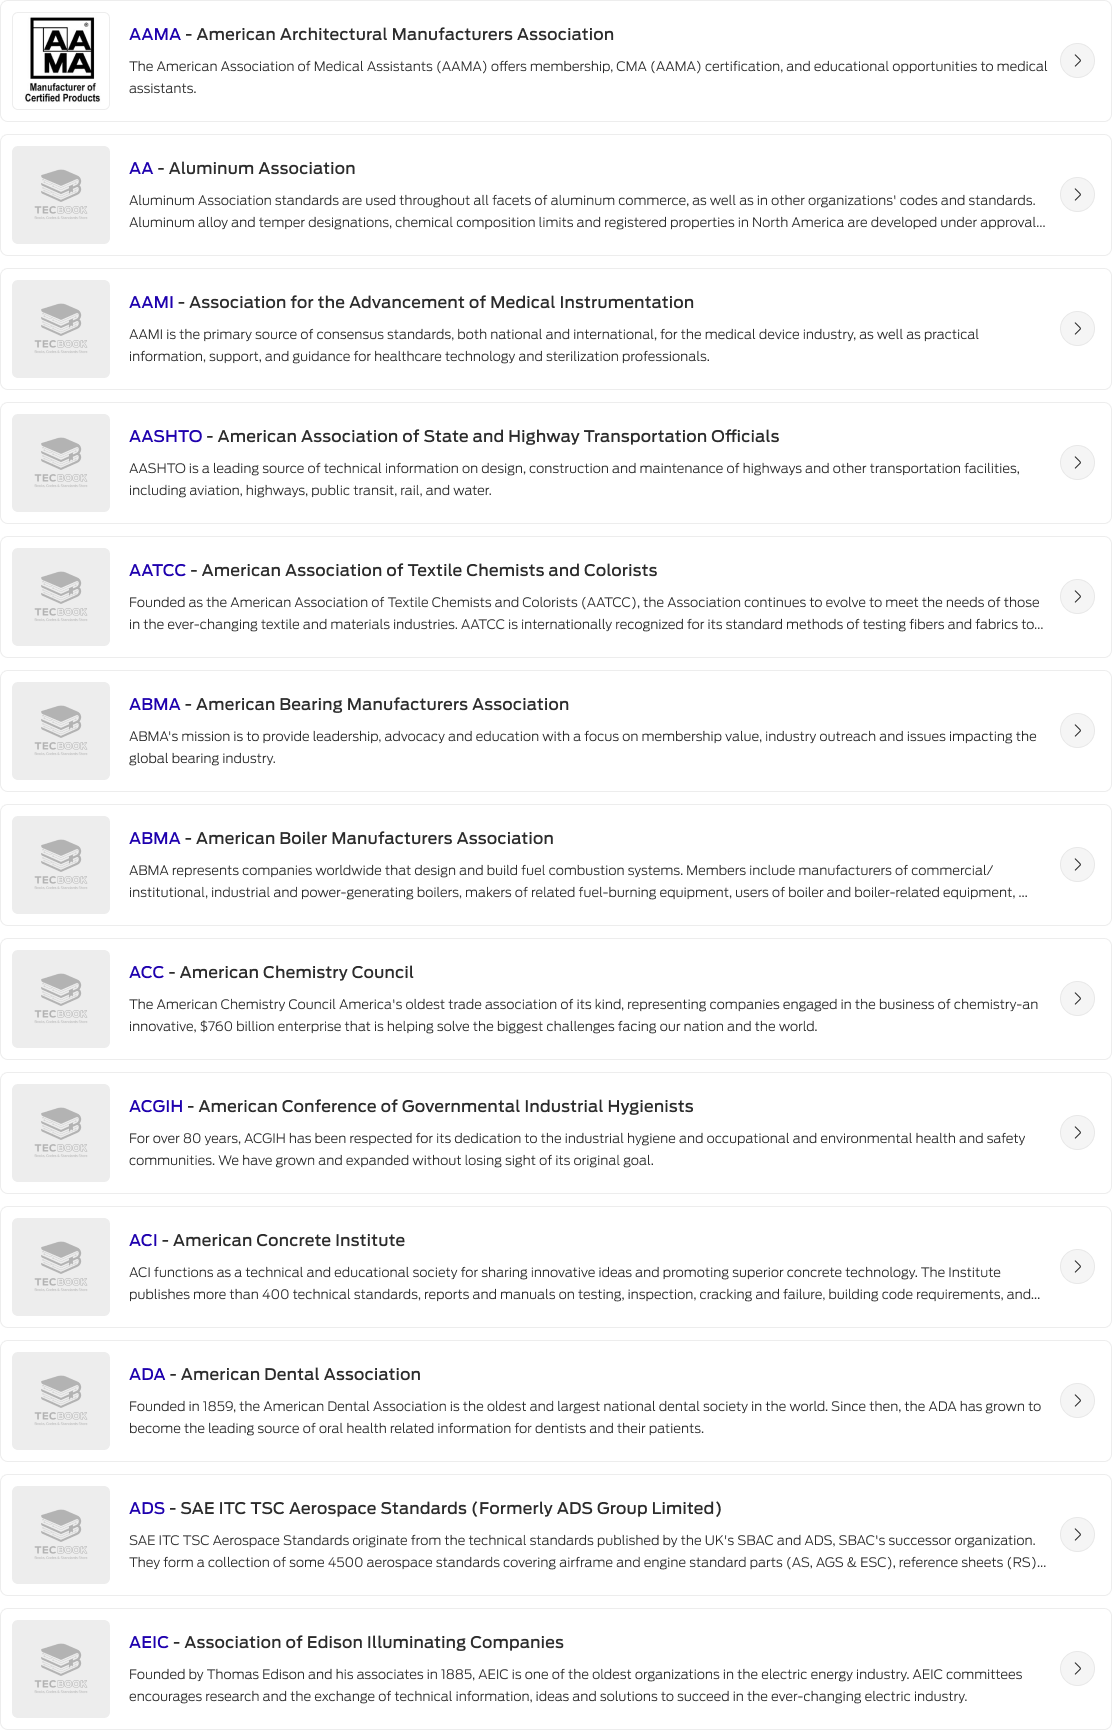 AA
MA
®
Manufacturer of
Certified Products
AAMA - American Architectural Manufacturers Association
The American Association of Medical Assistants (AAMA) offers membership, CMA (AAMA) certification, and educational opportunities to medical
assistants.
TECBOOK
AA - Aluminum Association
Aluminum Association standards are used throughout all facets of aluminum commerce, as well as in other organizations' codes and standards.
Aluminum alloy and temper designations, chemical composition limits and registered properties in North America are developed under approval...
TECBOOK
AAMI - Association for the Advancement of Medical Instrumentation
AAMI is the primary source of consensus standards, both national and international, for the medical device industry, as well as practical
information, support, and guidance for healthcare technology and sterilization professionals.
TECBOOK
AASHTO - American Association of State and Highway Transportation Officials
AASHTO is a leading source of technical information on design, construction and maintenance of highways and other transportation facilities,
including aviation, highways, public transit, rail, and water.
TECBOOK
AATCC - American Association of Textile Chemists and Colorists
Founded as the American Association of Textile Chemists and Colorists (AATCC), the Association continues to evolve to meet the needs of those
in the ever-changing textile and materials industries. AATCC is internationally recognized for its standard methods of testing fibers and fabrics to...
TECBOOK
ABMA - American Bearing Manufacturers Association
ABMA's mission is to provide leadership, advocacy and education with a focus on membership value, industry outreach and issues impacting the
global bearing industry.
TECBOOK
ABMA - American Boiler Manufacturers Association
ABMA represents companies worldwide that design and build fuel combustion systems. Members include manufacturers of commercial/
institutional, industrial and power-generating boilers, makers of related fuel-burning equipment, users of boiler and boiler-related equipment, ...
TECBOOK
ACC - American Chemistry Council
The American Chemistry Council America's oldest trade association of its kind, representing companies engaged in the business of chemistry-an
innovative, $760 billion enterprise that is helping solve the biggest challenges facing our nation and the world.
TECBOOK
ACGIH - American Conference of Governmental Industrial Hygienists
For over 80 years, ACGIH has been respected for its dedication to the industrial hygiene and occupational and environmental health and safety
communities. We have grown and expanded without losing sight of its original goal.
TECBOOK
ACI - American Concrete Institute
ACI functions as a technical and educational society for sharing innovative ideas and promoting superior concrete technology. The Institute
publishes more than 400 technical standards, reports and manuals on testing, inspection, cracking and failure, building code requirements, and...
TECBOOK
ADA - American Dental Association
Founded in 1859, the American Dental Association is the oldest and largest national dental society in the world. Since then, the ADA has grown to
become the leading source of oral health related information for dentists and their patients.
TECBOOK
ADS - SAE ITC TSC Aerospace Standards (Formerly ADS Group Limited)
SAE ITC TSC Aerospace Standards originate from the technical standards published by the UK's SBAC and ADS, SBAC's successor organization.
They form a collection of some 4500 aerospace standards covering airframe and engine standard parts (AS, AGS & ESC), reference sheets (RS)...
TECBOOK
AEIC - Association of Edison Illuminating Companies
Founded by Thomas Edison and his associates in 1885, AEIC is one of the oldest organizations in the electric energy industry. AEIC committees
encourages research and the exchange of technical information, ideas and solutions to succeed in the ever-changing electric industry.
TECBOOK